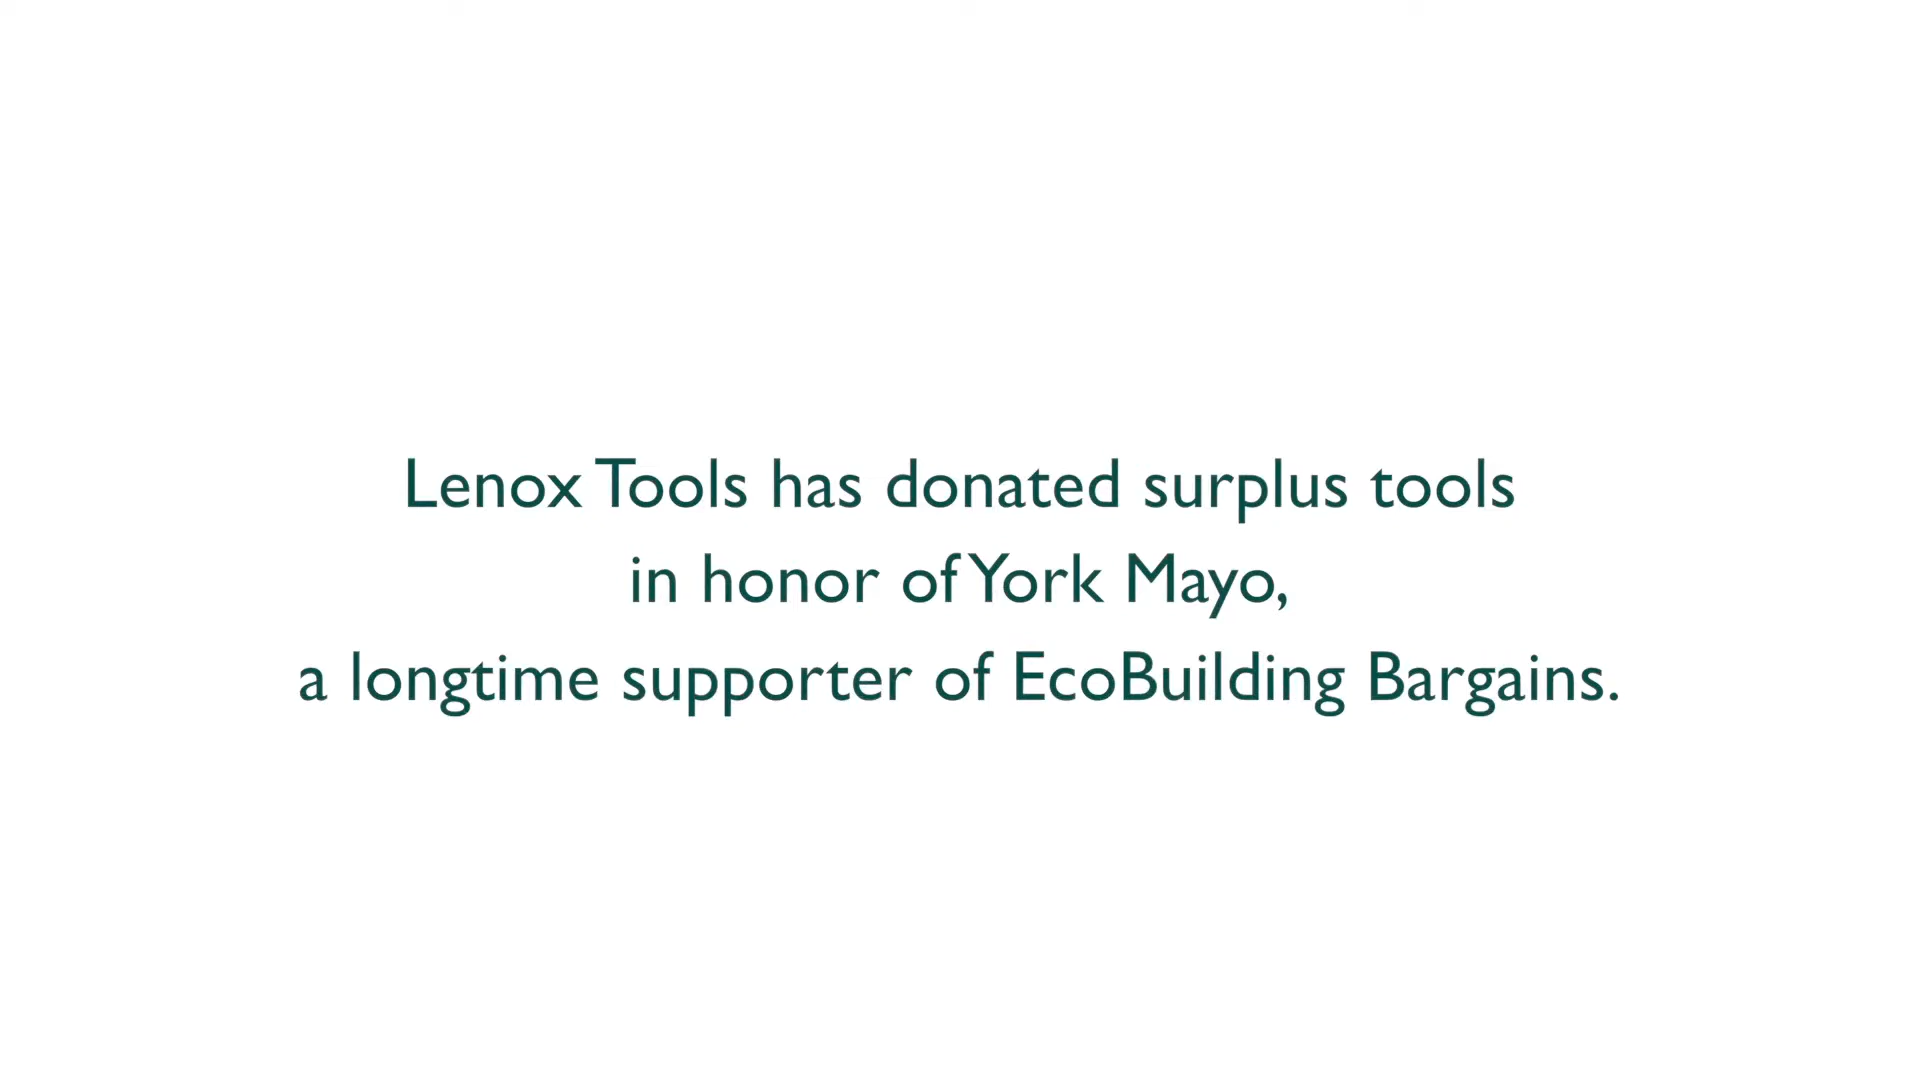 Lenox Tools has donated surplus tools
in honor of York Mayo,
a longtime supporter of EcoBuilding Bargains.